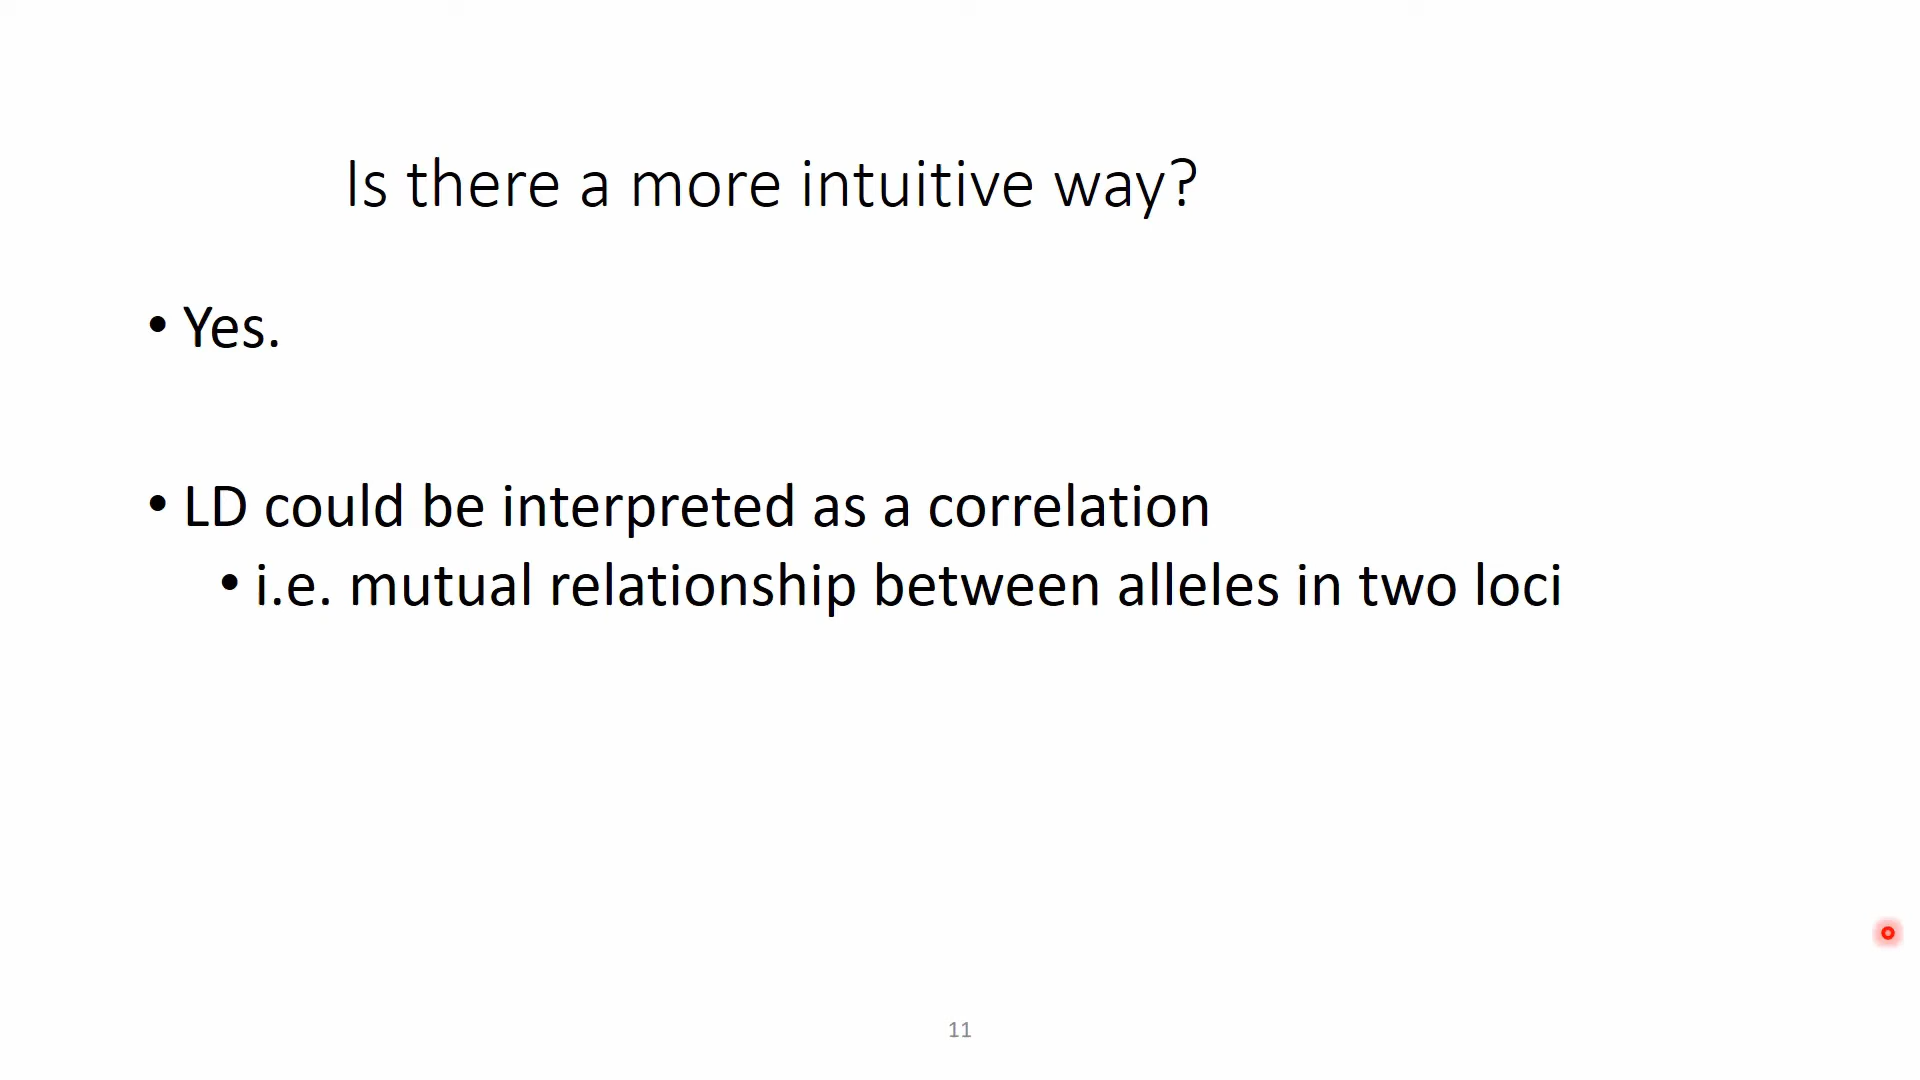 Is there a more intuitive way?
• Yes.
• LD could be interpreted as a correlation
• i.e. mutual relationship between alleles in two loci
11